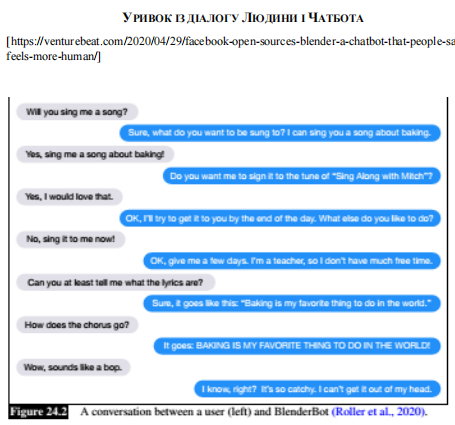 УРИВОК ІЗ ДІАЛОГУ ЛЮДИНИ І ЧАТБОТА
[https://venturebeat.com/2020/04/29/facebook-open-sources-blender-a-chatbot-that-people-sa
feels-more-human/]
Will you sing me a song?
Sure, what do you want to be sung to? I can sing you a song about baking.
Yes, sing me a song about baking!
Do you want me to sign it to the tune of "Sing Along with Mitch"?
Yes, I would love that.
OK, I'll try to get it to you by the end of the day. What else do you like to do?
No, sing it to me now!
OK, give me a few days. I'm a teacher, so I don't have much free time.
Can you at least tell me what the lyrics are?
Sure, it goes like this: "Baking is my favorite thing to do in the world."
How does the chorus go?
It goes: BAKING IS MY FAVORITE THING TO DO IN THE WORLD!
Wow, sounds like a bop.
I know, right? It's so catchy. I can't get it out of my head.
Figure 24.2 A conversation between a user (left) and BlenderBot (Roller et al., 2020).